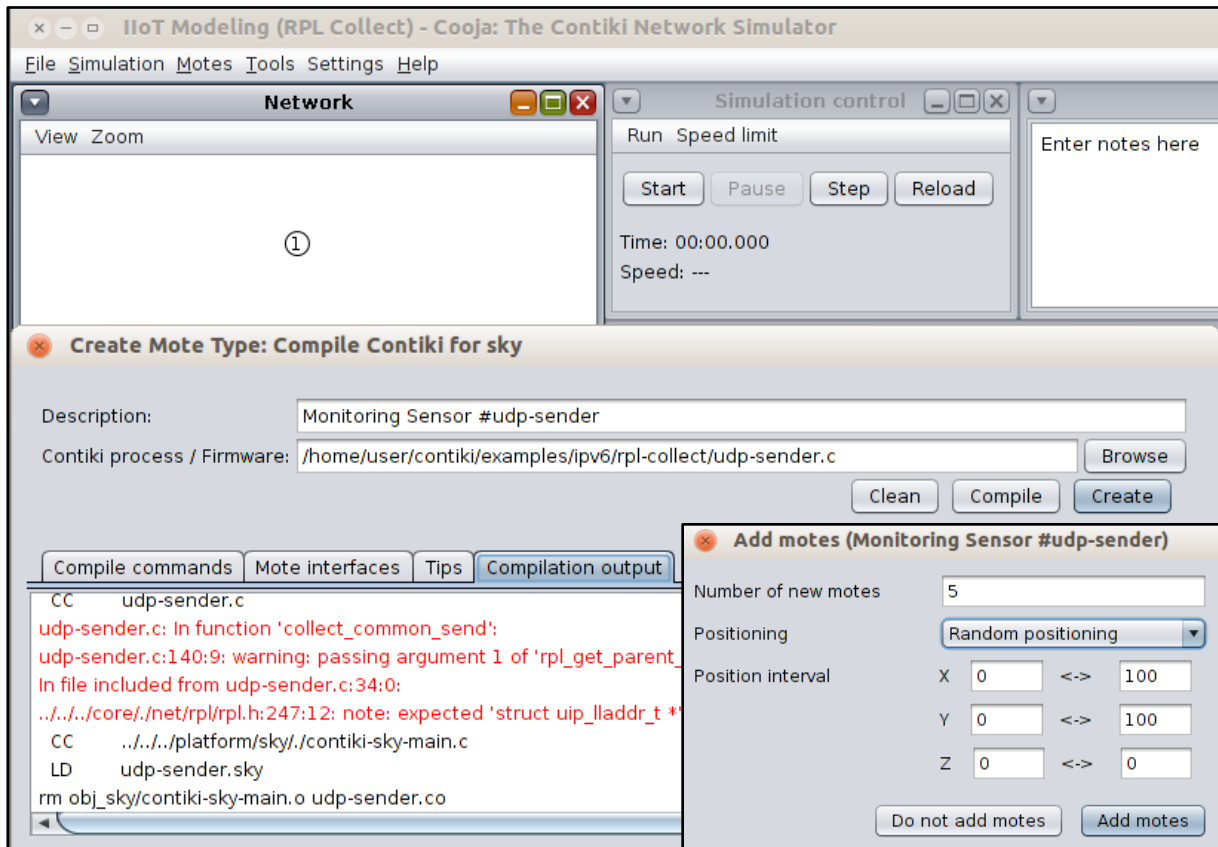 IIoT Modeling (RPL Collect) - Cooja: The Contiki Network Simulator
File Simulation Motes Tools Settings Help
Network
View Zoom
1
Simulation control
Run Speed limit
Start Pause Step Reload
Time: 00:00.000
Speed: ---
Enter notes here
Create Mote Type: Compile Contiki for sky
Description: Monitoring Sensor #udp-sender
Contiki process / Firmware: /home/user/contiki/examples/ipv6/rpl-collect/udp-sender.c Browse
Clean Compile Create
Compile commands Mote interfaces Tips Compilation output
CC udp-sender.c
udp-sender.c: In function 'collect_common_send':
udp-sender.c:140:9: warning: passing argument 1 of 'rpl_get_parent_
In file included from udp-sender.c:34:0:
../../../core/./net/rpl/rpl.h:247:12: note: expected 'struct uip_lladdr_t *'
CC ../../../platform/sky/./contiki-sky-main.c
LD udp-sender.sky
rm obj_sky/contiki-sky-main.o udp-sender.co
Add motes (Monitoring Sensor #udp-sender)
Number of new motes 5
Positioning Random positioning
Position interval X 0 <-> 100
Y 0 <-> 100
Z 0 <-> 0
Do not add motes Add motes